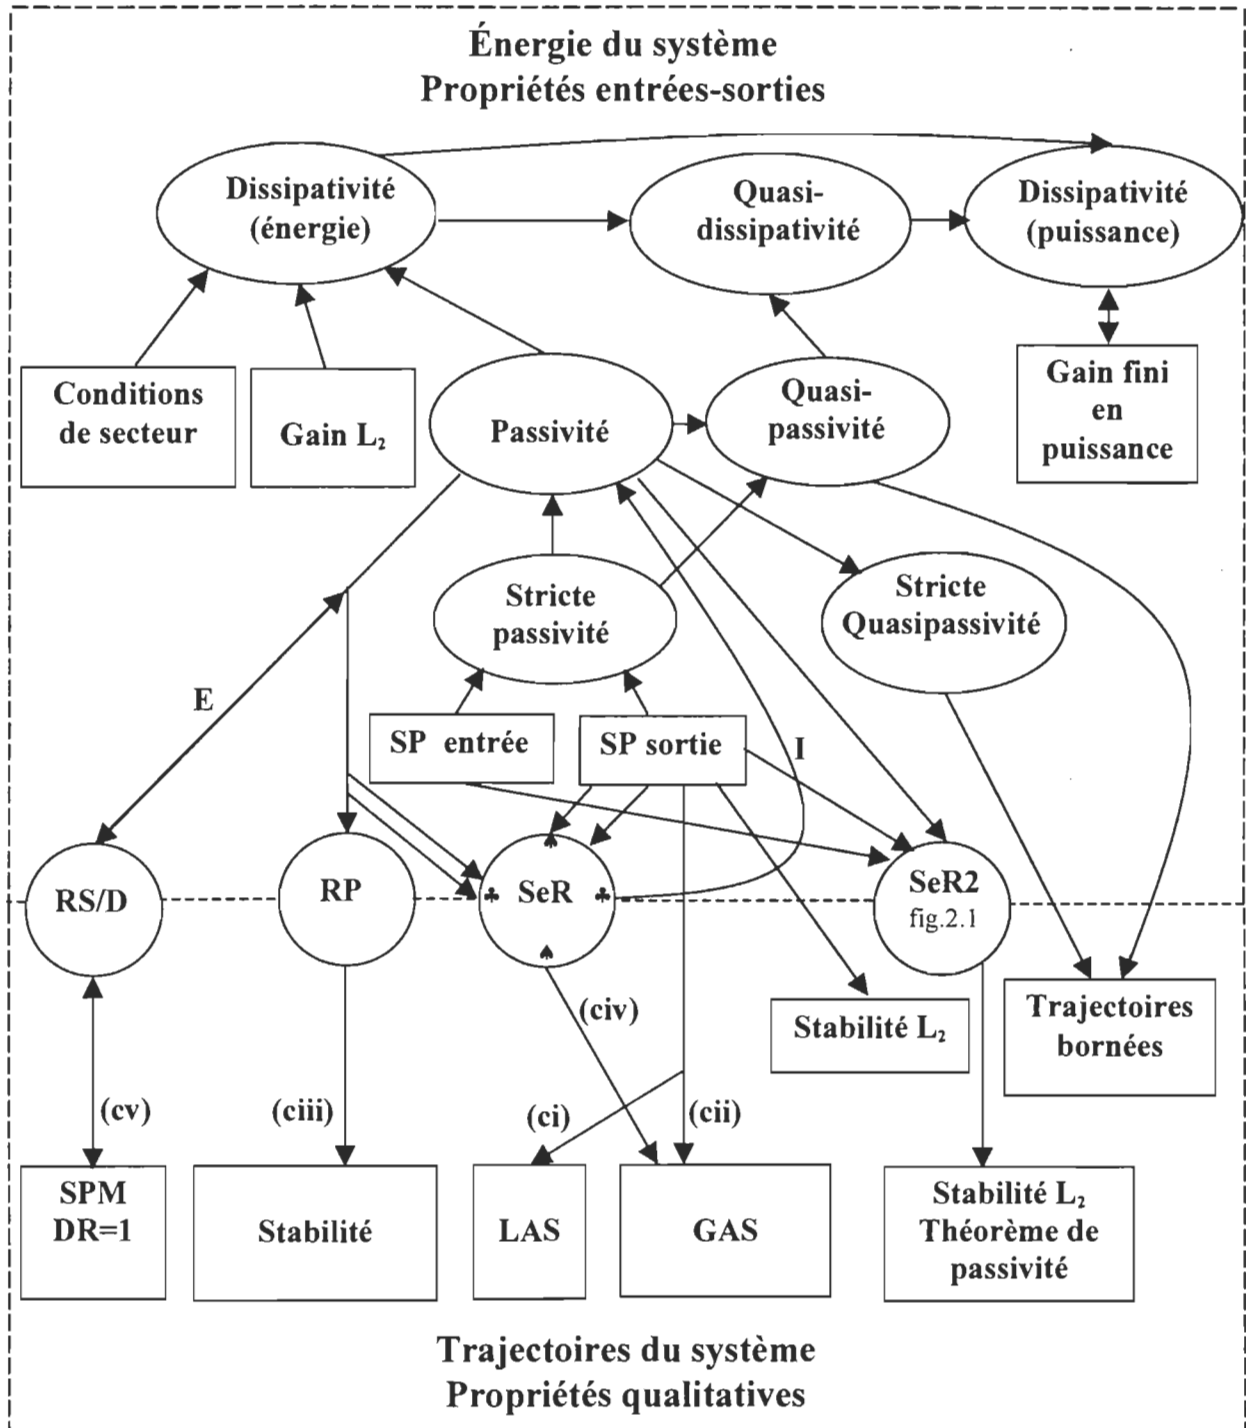 Énergie du système
Propriétés entrées-sorties
Dissipativité
(énergie)
Quasi-
dissipativité
Dissipativité
(puissance)
Conditions
de secteur
Gain L₂
Passivité
Quasi-
passivité
Gain fini
en
puissance
Stricte
passivité
Stricte
Quasipassivité
E
SP entrée
SP sortie
I
RS/D
RP
♠
♣ SeR ♣
♠
SeR2
fig.2.1
(civ)
Stabilité L₂
Trajectoires
bornées
(cv)
(ciii)
(ci)
(cii)
SPM
DR=1
Stabilité
LAS
GAS
Stabilité L₂
Théorème de
passivité
Trajectoires du système
Propriétés qualitatives